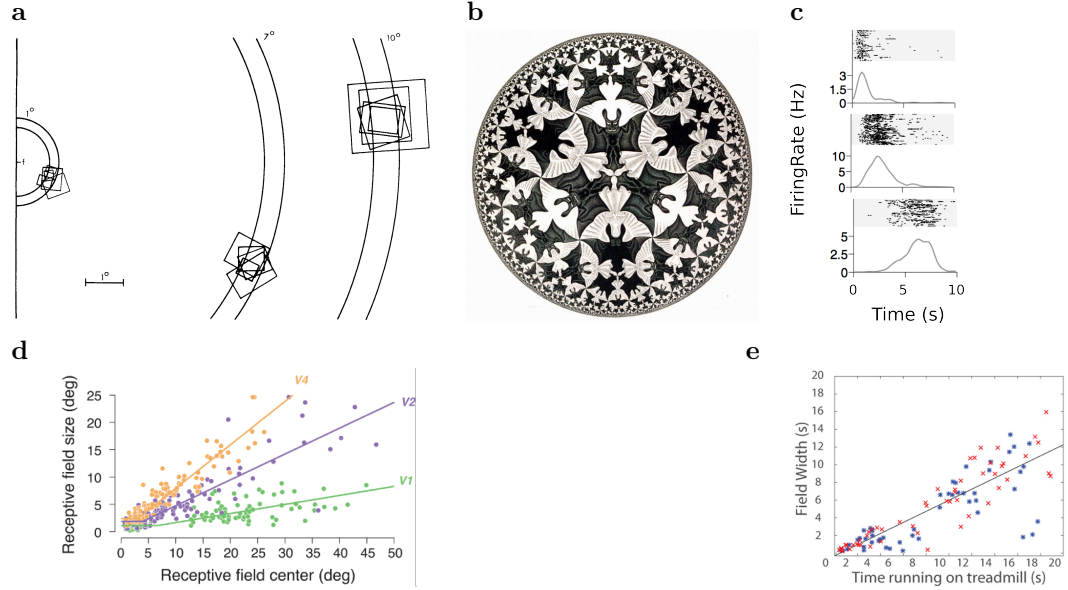 a
1°
f
1°
7°
10°
b
c
FiringRate (Hz)
3
1.5
0
10
5
0
5
2.5
0
0 5 10
Time (s)
d
Receptive field size (deg)
25
20
15
10
5
0
0 5 10 15 20 25 30 35 40 45 50
Receptive field center (deg)
V4
V2
V1
e
Field Width (s)
20
18
16
14
12
10
8
6
4
2
0 2 4 6 8 10 12 14 16 18 20
Time running on treadmill (s)